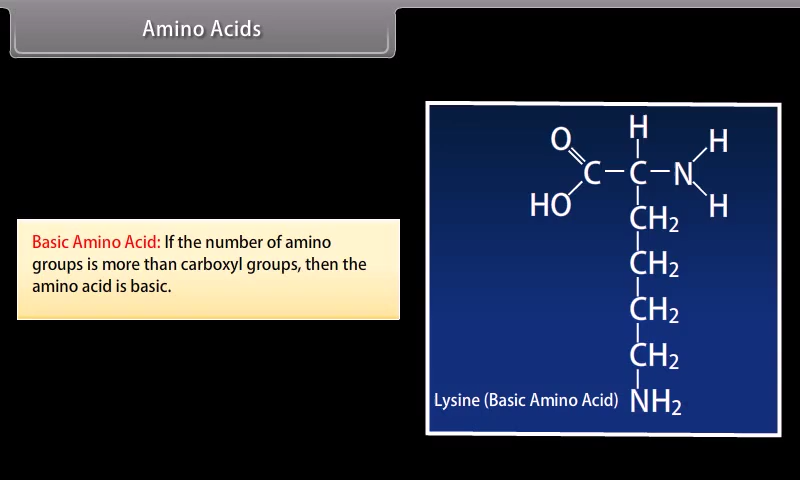 Amino Acids
Basic Amino Acid: If the number of amino
groups is more than carboxyl groups, then the
amino acid is basic.
H
O H
C C N
HO H
CH2
CH2
CH2
CH2
Lysine (Basic Amino Acid) NH2